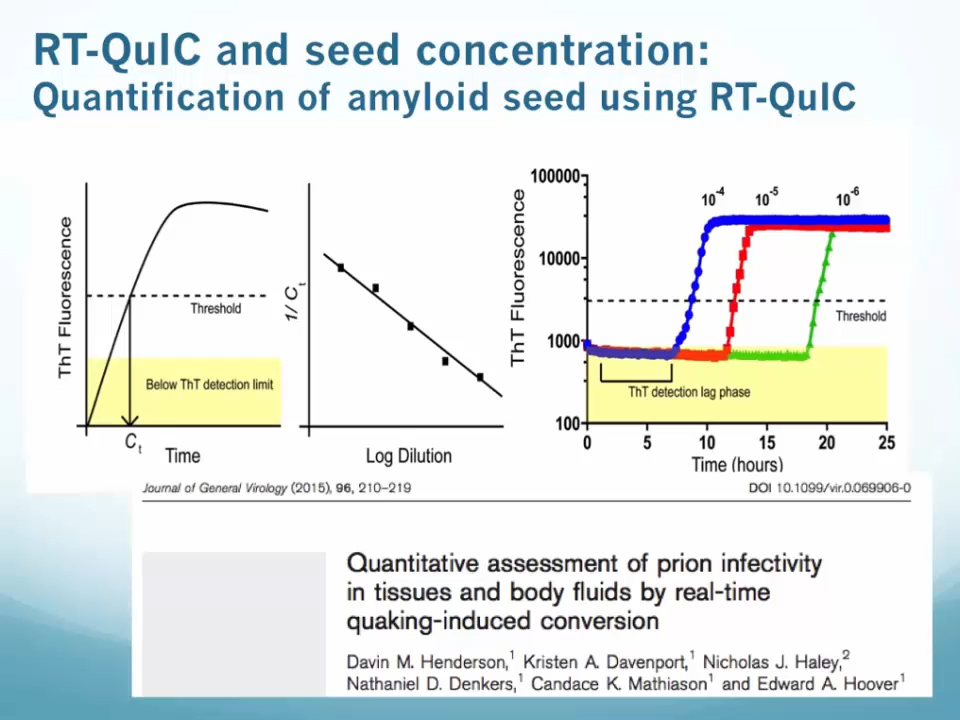 RT-QuIC and seed concentration:
Quantification of amyloid seed using RT-QuIC
ThT Fluorescence
Threshold
Below ThT detection limit
Ct
Time
1/ Ct
Log Dilution
ThT Fluorescence
100000
10000
1000
100
10-4
10-5
10-6
Threshold
ThT detection lag phase
0 5 10 15 20 25
Time (hours)
Journal of General Virology (2015), 96, 210–219 DOI 10.1099/vir.0.069906-0
Quantitative assessment of prion infectivity
in tissues and body fluids by real-time
quaking-induced conversion
Davin M. Henderson,1 Kristen A. Davenport,1 Nicholas J. Haley,2
Nathaniel D. Denkers,1 Candace K. Mathiason1 and Edward A. Hoover1